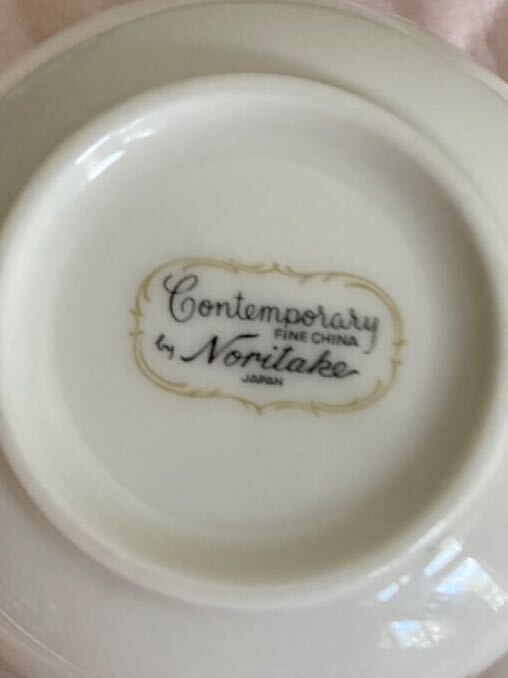 Contemporary
FINE CHINA
by Noritake
JAPAN